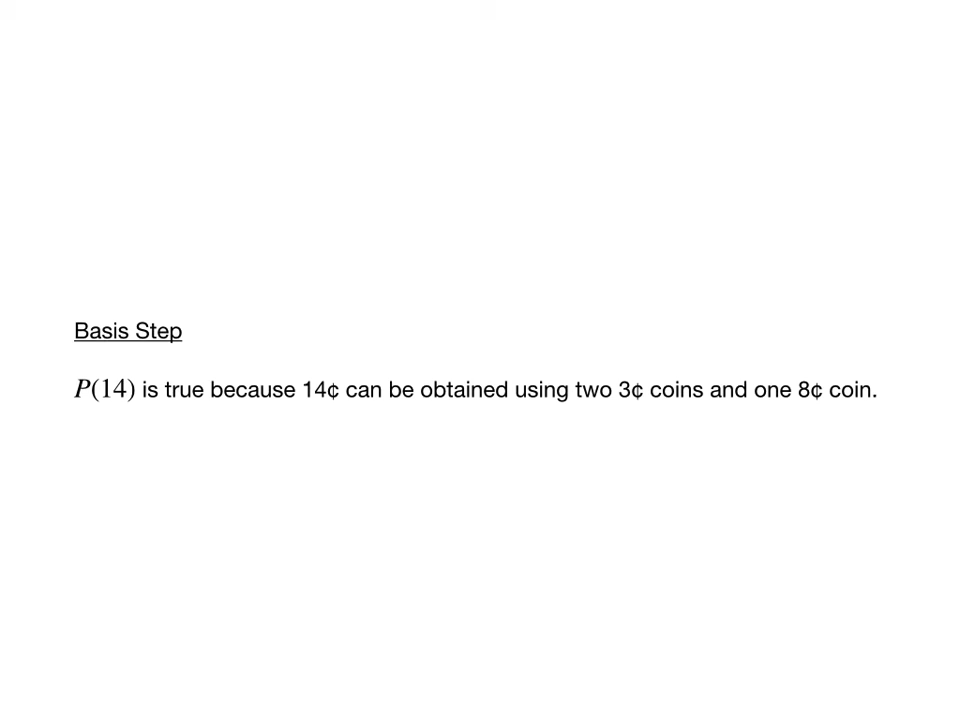 Basis Step
P(14) is true because 14¢ can be obtained using two 3¢ coins and one 8¢ coin.